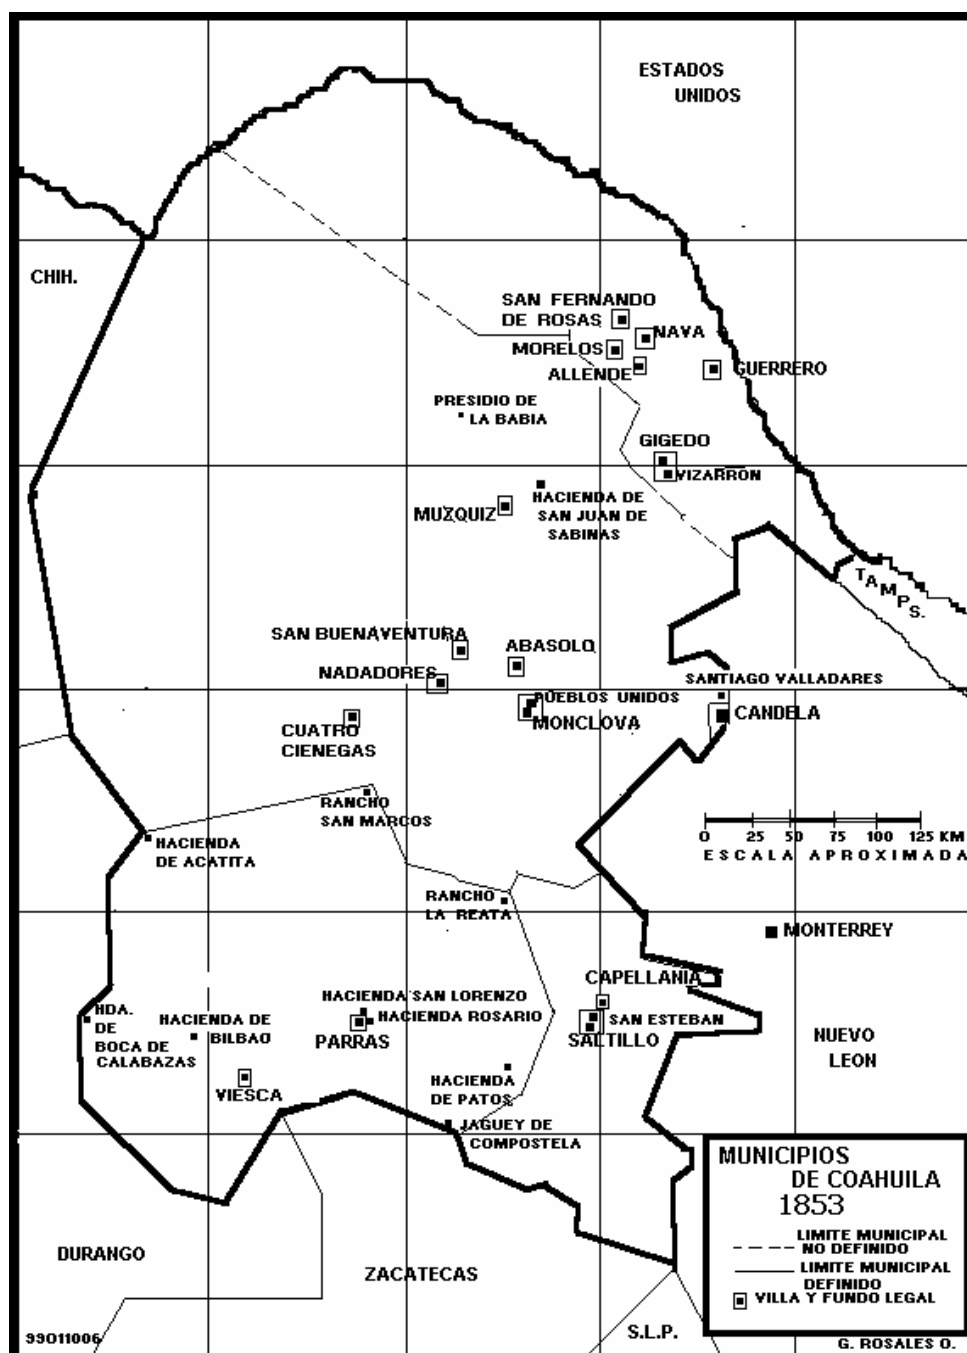 ESTADOS
UNIDOS
CHIH.
SAN FERNANDO
DE ROSAS
NAVA
MORELOS
ALLENDE
GUERRERO
PRESIDIO DE
LA BABIA
GIGEDO
VIZARRON
HACIENDA DE
SAN JUAN DE
SABINAS
MUZQUIZ
TAMPS.
SAN BUENAVENTURA
ABASOLO
NADADORES
SANTIAGO VALLADARES
PUEBLOS UNIDOS
MONCLOVA
CANDELA
CUATRO
CIENEGAS
RANCHO
SAN MARCOS
0 25 50 75 100 125 KM
ESCALA APROXIMADA
HACIENDA
DE ACATITA
RANCHO
LA REATA
MONTERREY
CAPELLANIA
HACIENDA SAN LORENZO
HACIENDA ROSARIO
PARRAS
SAN ESTEBAN
SALTILLO
HDA.
DE
BOCA DE
CALABAZAS
HACIENDA DE
BILBAO
NUEVO
LEON
VIESCA
HACIENDA
DE PATOS
JAGUEY DE
COMPOSTELA
MUNICIPIOS
DE COAHUILA
1853
LIMITE MUNICIPAL
NO DEFINIDO
LIMITE MUNICIPAL
DEFINIDO
VILLA Y FUNDO LEGAL
DURANGO
ZACATECAS
S.L.P.
99011006
G. ROSALES O.